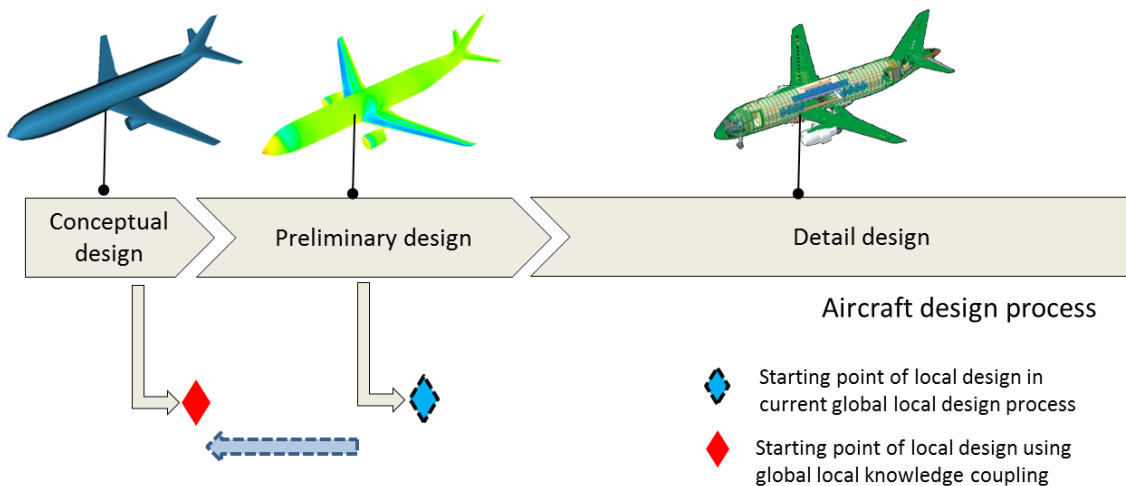 Conceptual
design
Preliminary design
Detail design
Aircraft design process
Starting point of local design in
current global local design process
Starting point of local design using
global local knowledge coupling